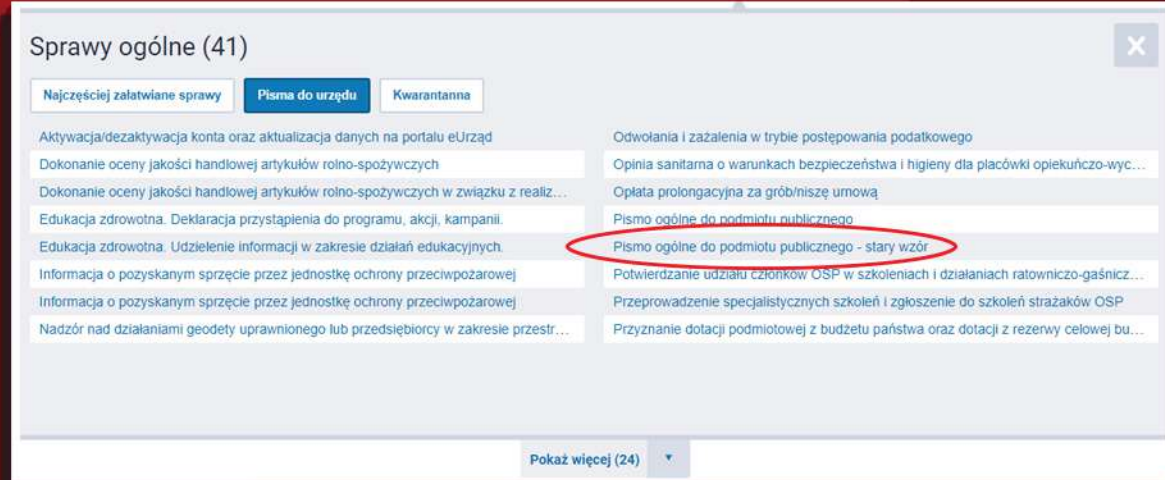 Sprawy ogólne (41)
Najczęściej załatwiane sprawy
Pisma do urzędu
Kwarantanna
Aktywacja/dezaktywacja konta oraz aktualizacja danych na portalu eUrząd
Dokonanie oceny jakości handlowej artykułów rolno-spożywczych
Dokonanie oceny jakości handlowej artykułów rolno-spożywczych w związku z realiz...
Edukacja zdrowotna. Deklaracja przystąpienia do programu, akcji, kampanii.
Edukacja zdrowotna. Udzielenie informacji w zakresie działań edukacyjnych.
Informacja o pozyskanym sprzęcie przez jednostkę ochrony przeciwpożarowej
Informacja o pozyskanym sprzęcie przez jednostkę ochrony przeciwpożarowej
Nadzór nad działaniami geodety uprawnionego lub przedsiębiorcy w zakresie przestr...
Odwołania i zażalenia w trybie postępowania podatkowego
Opinia sanitarna o warunkach bezpieczeństwa i higieny dla placówki opiekuńczo-wyc...
Opłata prolongacyjna za grób/niszę urnową
Pismo ogólne do podmiotu publicznego
Pismo ogólne do podmiotu publicznego - stary wzór
Potwierdzanie udziału członków OSP w szkoleniach i działaniach ratowniczo-gaśnicz...
Przeprowadzenie specjalistycznych szkoleń i zgłoszenie do szkoleń strażaków OSP
Przyznanie dotacji podmiotowej z budżetu państwa oraz dotacji z rezerwy celowej bu...
Pokaż więcej (24)